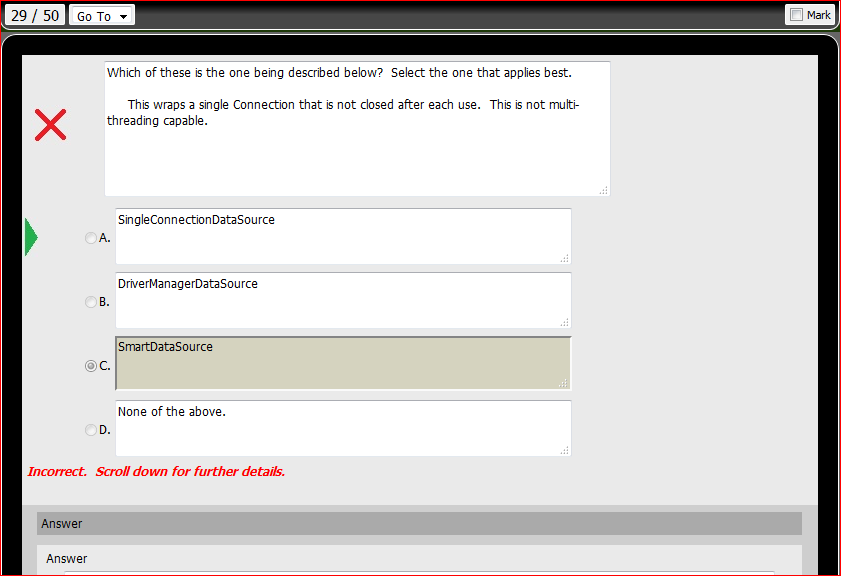 29 / 50 Go To Mark
Which of these is the one being described below?  Select the one that applies best.
This wraps a single Connection that is not closed after each use.  This is not multi-
threading capable.
SingleConnectionDataSource
A.
DriverManagerDataSource
B.
SmartDataSource
C.
None of the above.
D.
Incorrect.  Scroll down for further details.
Answer
Answer